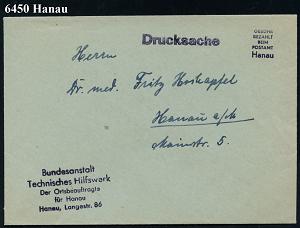 6450 Hanau
Drucksache
GEBÜHR
BEZAHLT
BEIM
POSTAMT
Hanau
Herrn
Dr. med. Fritz
Hanau a/M
Mainstr. 5.
Bundesanstalt
Technisches Hilfswerk
Der Ortsbeauftragte
für Hanau
Hanau, Langestr. 86